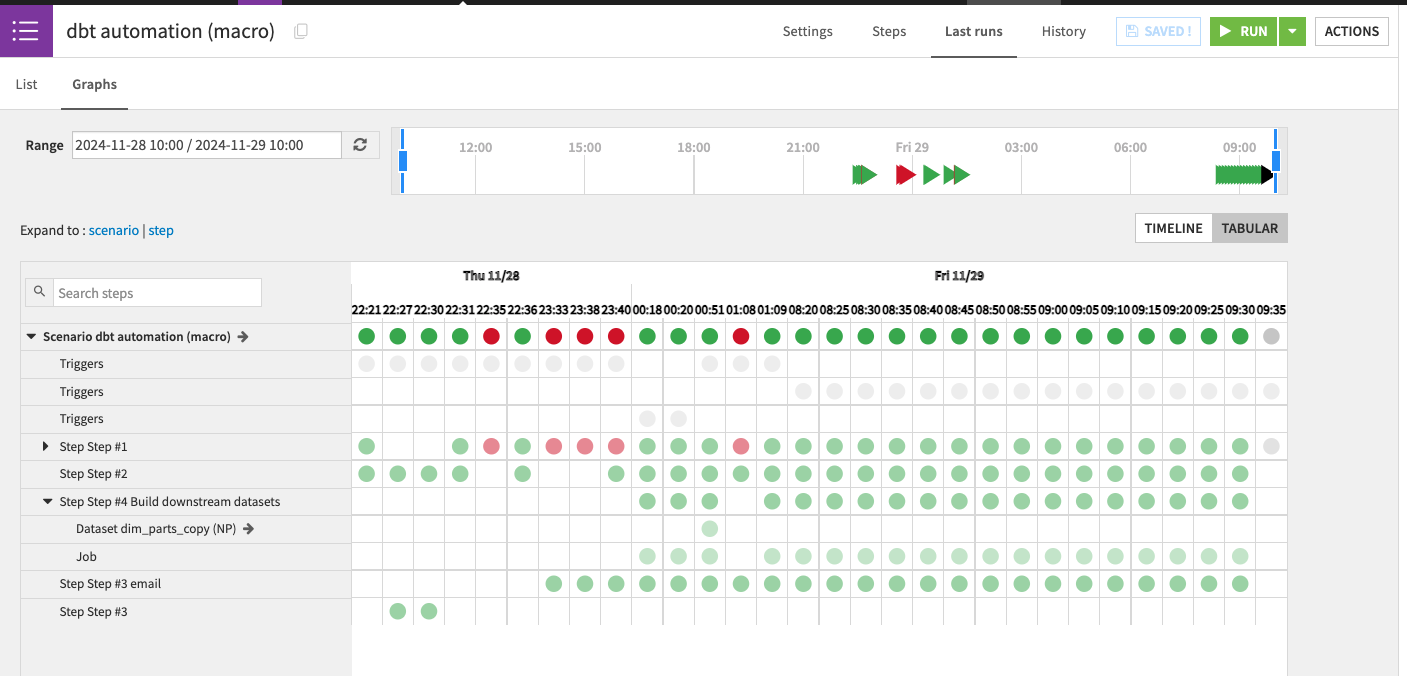 dbt automation (macro)
Settings Steps Last runs History SAVED ! RUN ACTIONS
List Graphs
Range 2024-11-28 10:00 / 2024-11-29 10:00
12:00 15:00 18:00 21:00 Fri 29 03:00 06:00 09:00
Expand to : scenario | step
TIMELINE TABULAR
Thu 11/28 Fri 11/29
Search steps
22:21 22:27 22:30 22:31 22:35 22:36 23:33 23:38 23:40 00:18 00:20 00:51 01:08 01:09 08:20 08:25 08:30 08:35 08:40 08:45 08:50 08:55 09:00 09:05 09:10 09:15 09:20 09:25 09:30 09:35
Scenario dbt automation (macro)
Triggers
Triggers
Triggers
Step Step #1
Step Step #2
Step Step #4 Build downstream datasets
Dataset dim_parts_copy (NP)
Job
Step Step #3 email
Step Step #3